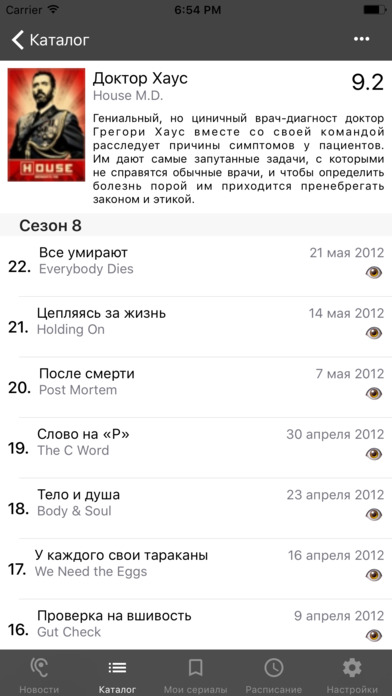 Carrier 6:54 PM
Каталог
Доктор Хаус 9.2
House M.D.
HOUSE
Гениальный, но циничный врач-диагност доктор
Грегори Хаус вместе со своей командой
расследует причины симптомов у пациентов.
Им дают самые запутанные задачи, с которыми
не справятся обычные врачи, и чтобы определить
болезнь порой им приходится пренебрегать
законом и этикой.
Сезон 8
22. Все умирают 21 мая 2012
Everybody Dies
21. Цепляясь за жизнь 14 мая 2012
Holding On
20. После смерти 7 мая 2012
Post Mortem
19. Слово на «Р» 30 апреля 2012
The C Word
18. Тело и душа 23 апреля 2012
Body & Soul
17. У каждого свои тараканы 16 апреля 2012
We Need the Eggs
16. Проверка на вшивость 9 апреля 2012
Gut Check
Новости Каталог Мои сериалы Расписание Настройки